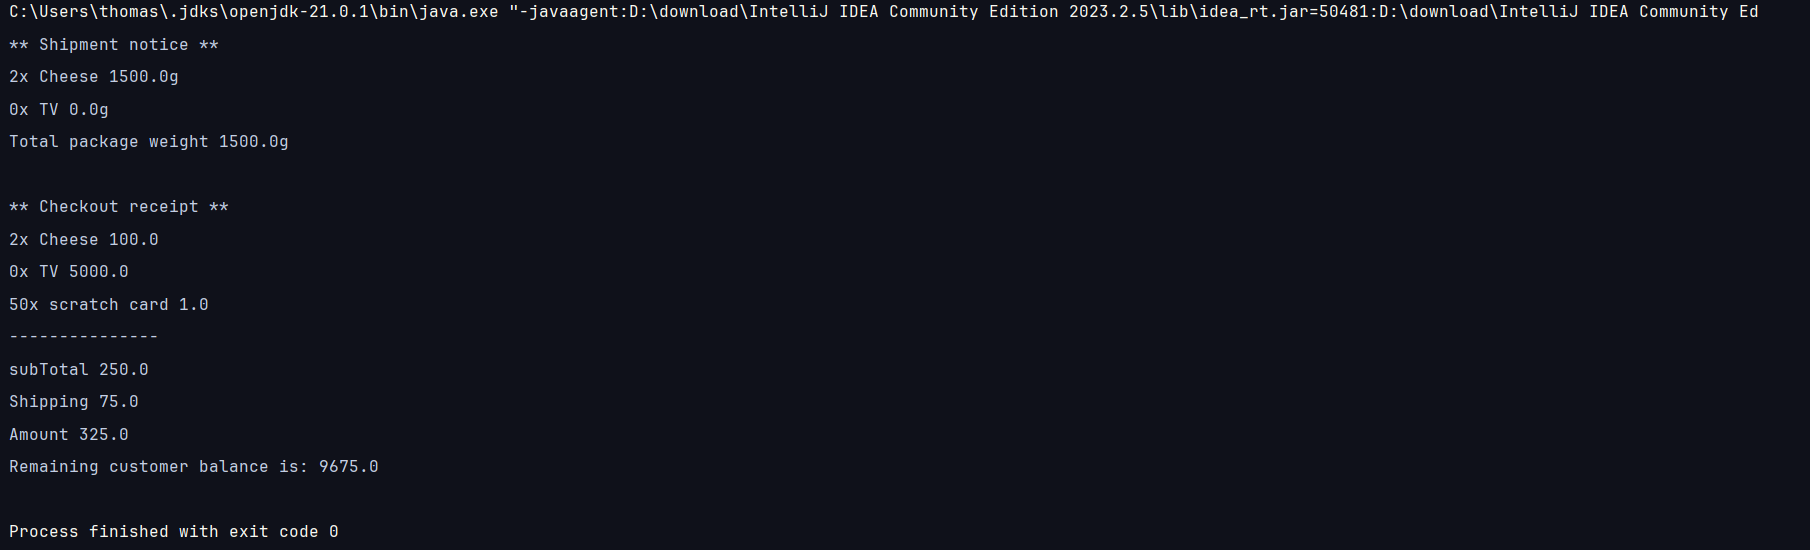 C:\Users\thomas\.jdks\openjdk-21.0.1\bin\java.exe "-javaagent:D:\download\IntelliJ IDEA Community Edition 2023.2.5\lib\idea_rt.jar=50481:D:\download\IntelliJ IDEA Community Ed
** Shipment notice **
2x Cheese 1500.0g
0x TV 0.0g
Total package weight 1500.0g
** Checkout receipt **
2x Cheese 100.0
0x TV 5000.0
50x scratch card 1.0
---------------
subTotal 250.0
Shipping 75.0
Amount 325.0
Remaining customer balance is: 9675.0
Process finished with exit code 0